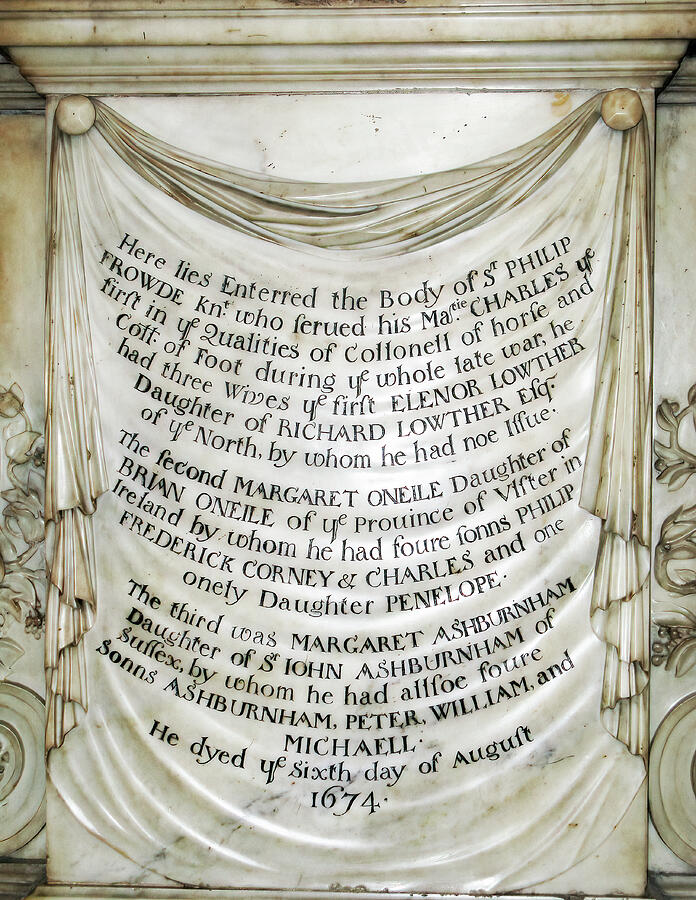 Here lies Enterred the Body of Sr PHILIP
FROWDE Knt. who ſerued his Matie. CHARLES ye
firſt in ye Qualities of Collonell of horſe and
Coll: of Foot during ye whole late war, he
had three Wives ye firſt ELENOR LOWTHER
Daughter of RICHARD LOWTHER Eſq:
of ye North, by whom he had noe Iſſue:
The ſecond MARGARET ONEILE Daughter of
BRIAN ONEILE of ye Prouince of Vlſter in
Ireland by whom he had foure ſonns PHILIP
FREDERICK CORNEY & CHARLES and one
onely Daughter PENELOPE·
The third was MARGARET ASHBURNHAM
Daughter of Sr IOHN ASHBURNHAM of
Suſſex, by whom he had allſoe foure
Sonns ASHBURNHAM, PETER, WILLIAM, and
MICHAELL·
He dyed ye Sixth day of Auguſt
1674·